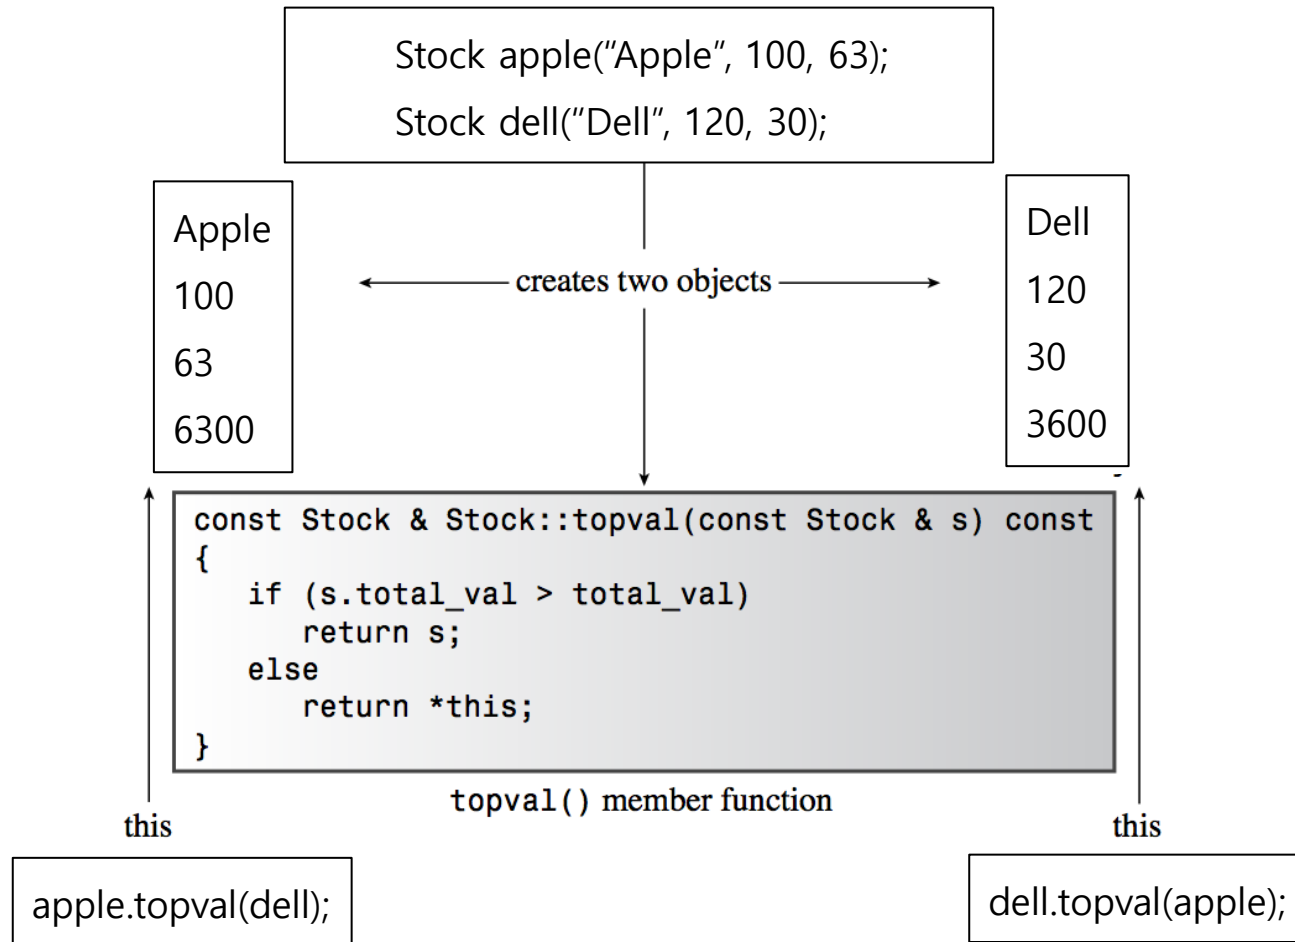 Stock apple(“Apple”, 100, 63);
Stock dell(“Dell”, 120, 30);
Apple
100
63
6300
creates two objects
Dell
120
30
3600
const Stock & Stock::topval(const Stock & s) const
{
if (s.total_val > total_val)
return s;
else
return *this;
}
topval() member function
this
this
apple.topval(dell);
dell.topval(apple);